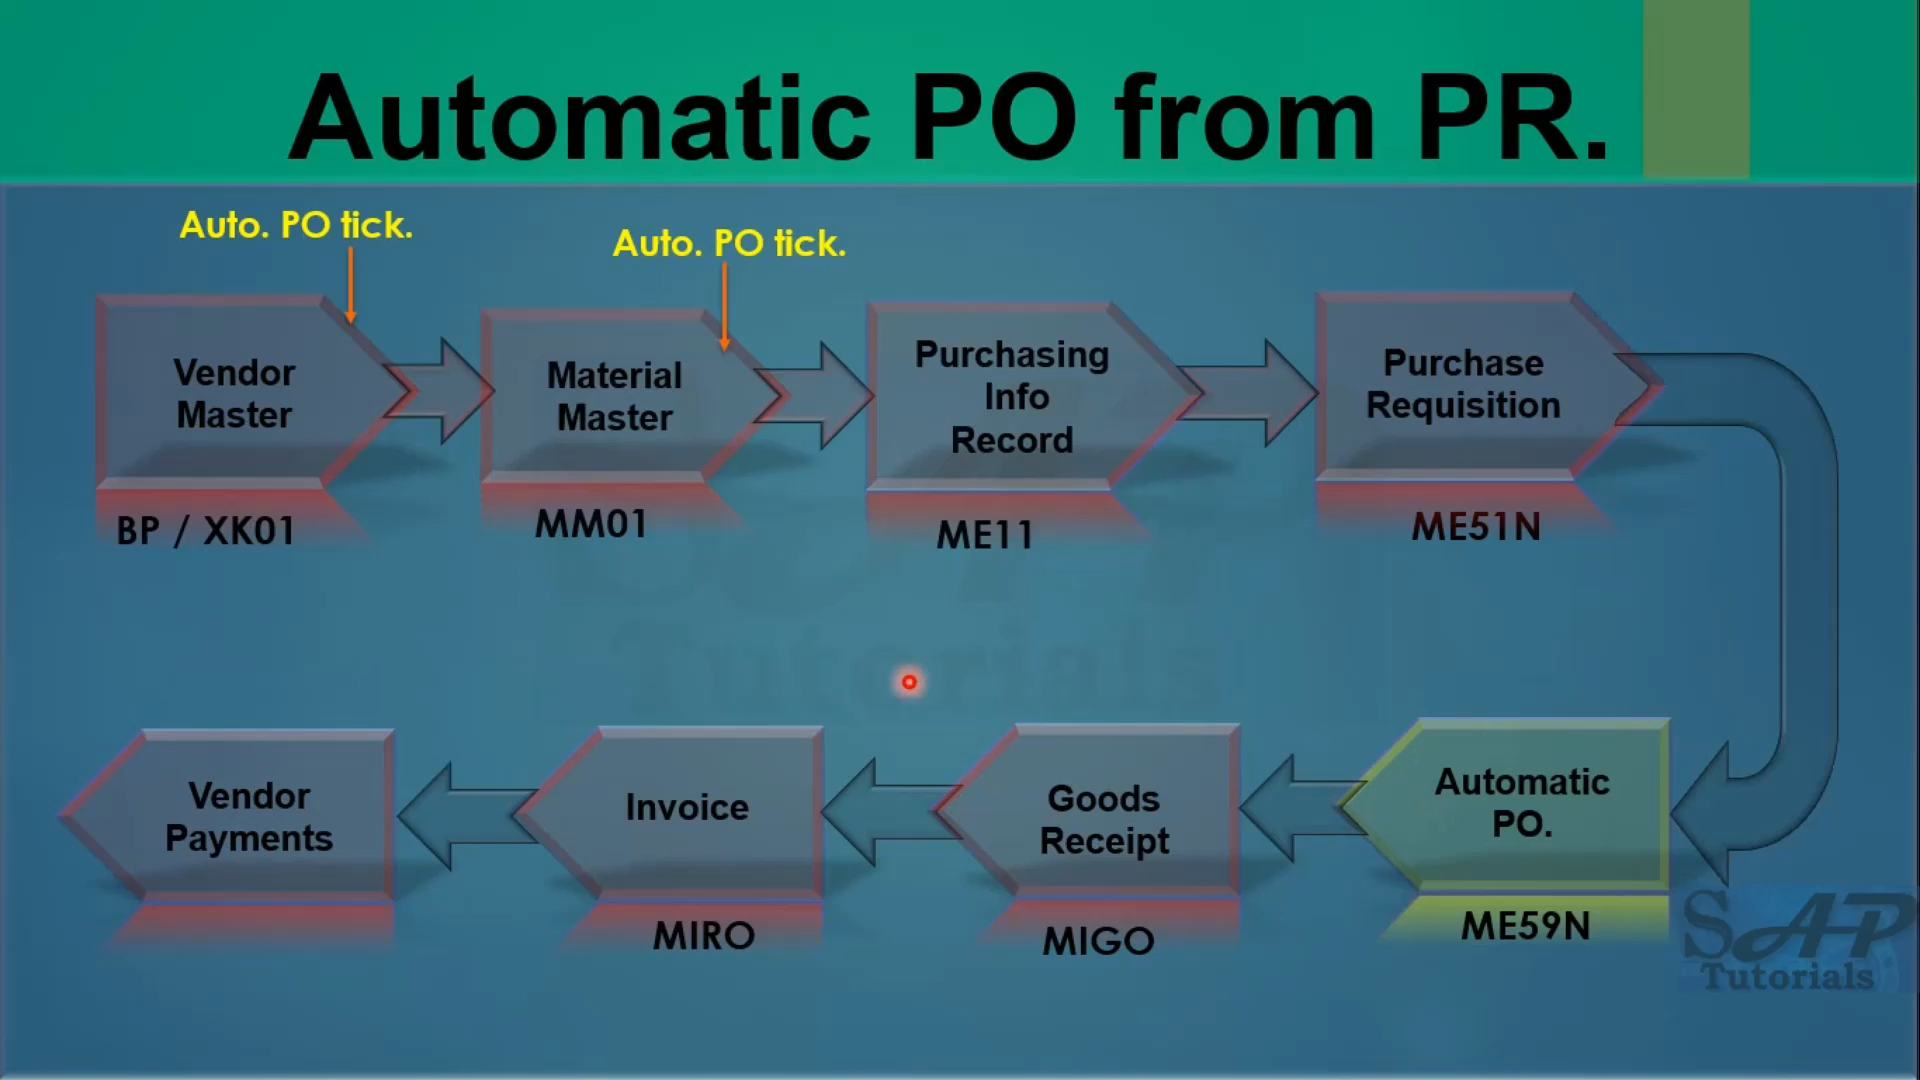 Automatic PO from PR.
Auto. PO tick.
Auto. PO tick.
Vendor
Master
Material
Master
Purchasing
Info
Record
Purchase
Requisition
BP / XK01
MM01
ME11
ME51N
Tutorials
Vendor
Payments
Invoice
Goods
Receipt
Automatic
PO.
MIRO
MIGO
ME59N
SAP
Tutorials